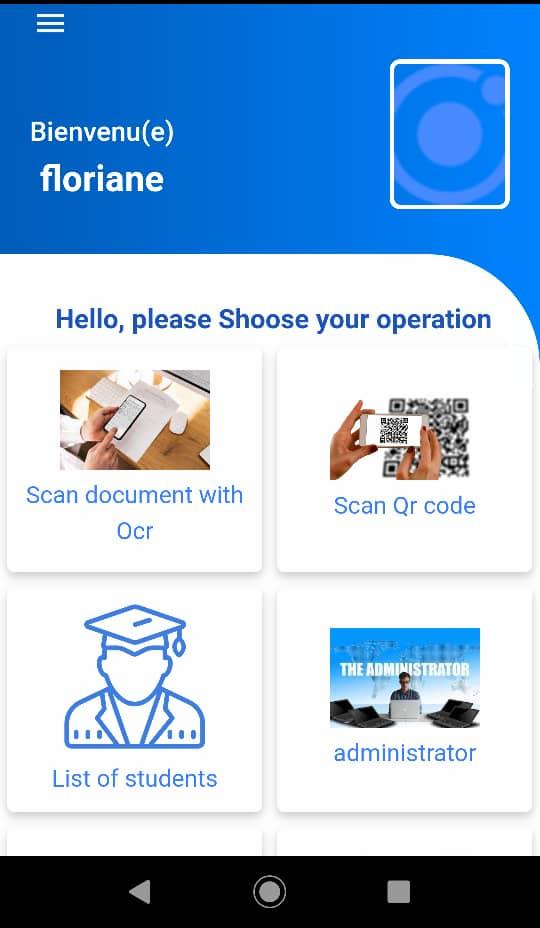 Bienvenu(e)
floriane
Hello, please Shoose your operation
Scan document with
Ocr
Scan Qr code
List of students
THE ADMINISTRATOR
administrator